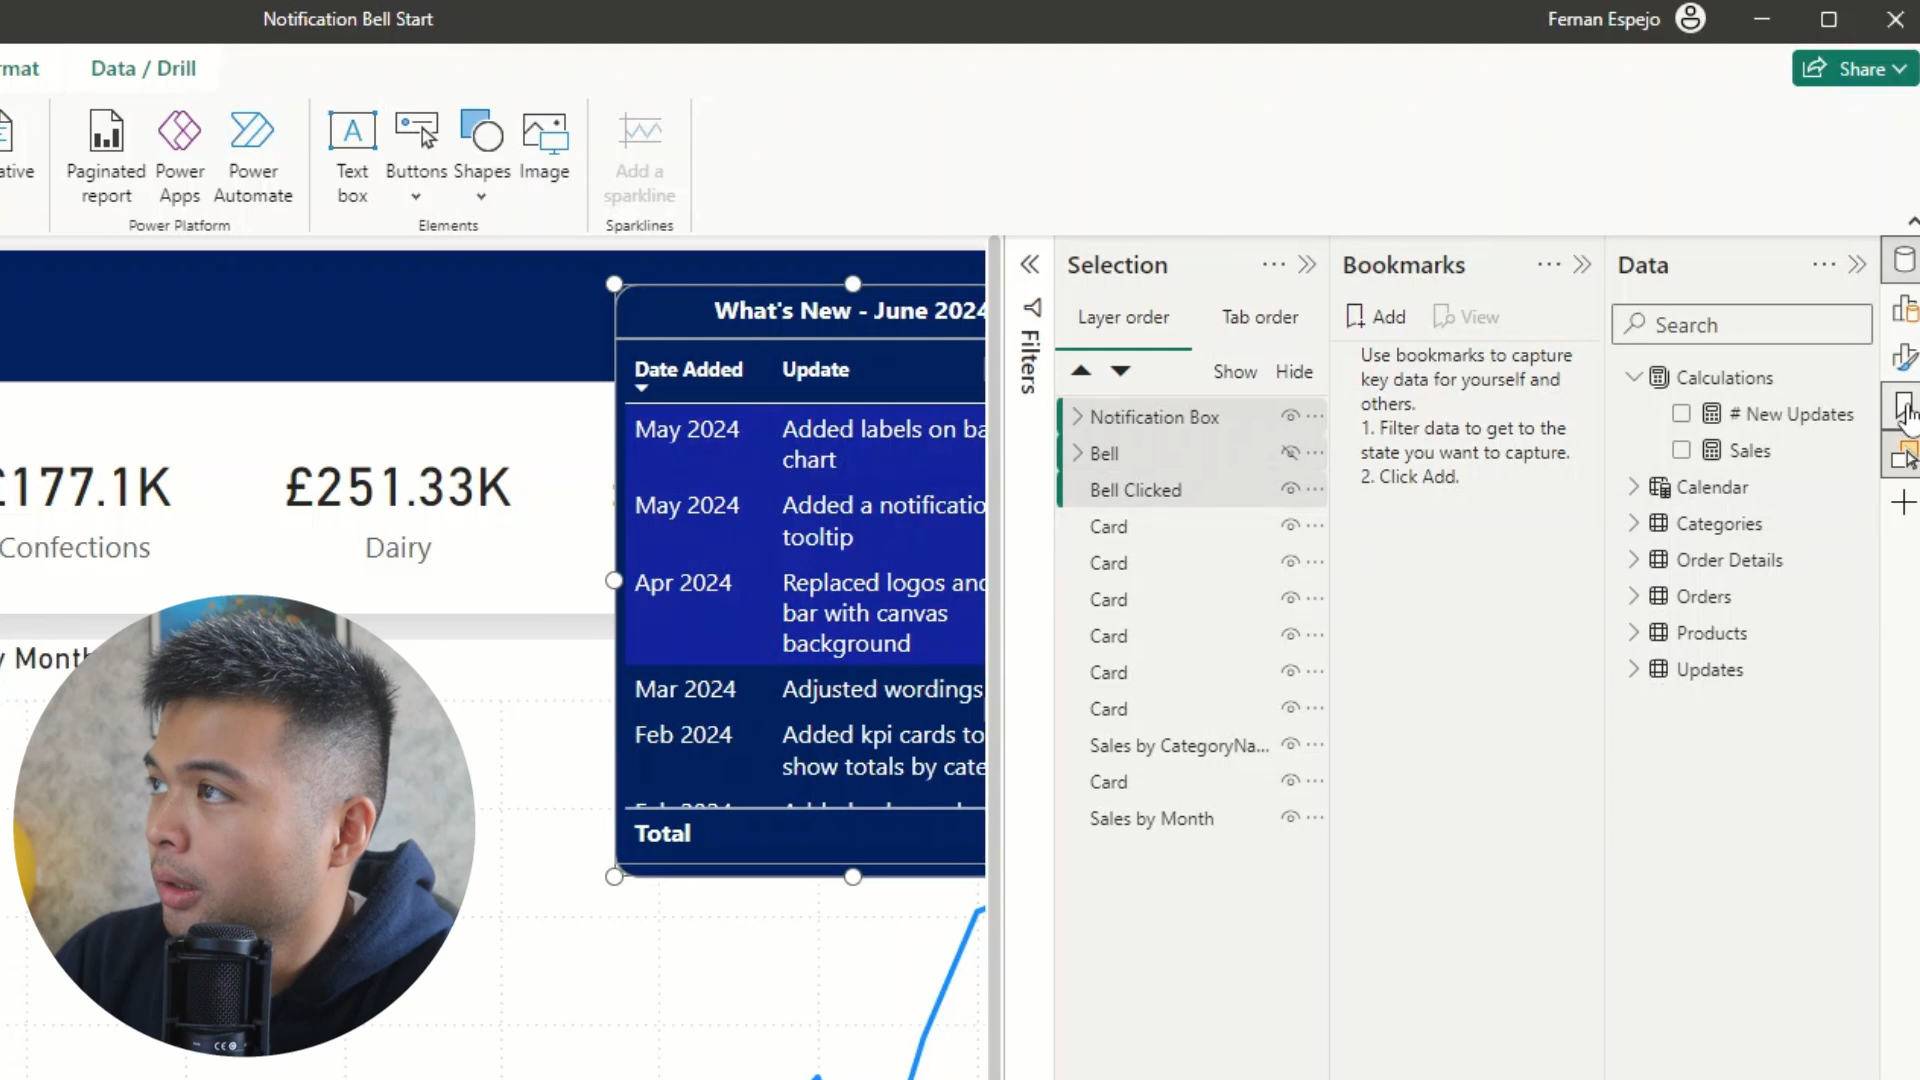 Notification Bell Start
Fernan Espejo
rmat
Data / Drill
Share
ative
Paginated report
Power Apps
Power Automate
Power Platform
Text box
Buttons
Shapes
Image
Elements
Add a sparkline
Sparklines
What's New - June 2024
Date Added
Update
May 2024
Added labels on ba
chart
May 2024
Added a notificatio
tooltip
Apr 2024
Replaced logos and
bar with canvas
background
Mar 2024
Adjusted wordings
Feb 2024
Added kpi cards to
show totals by cate
Total
£177.1K
Confections
£251.33K
Dairy
y Month
Filters
Selection
Layer order
Tab order
Show
Hide
Notification Box
Bell
Bell Clicked
Card
Card
Card
Card
Card
Card
Sales by CategoryNa...
Card
Sales by Month
Bookmarks
Add
View
Use bookmarks to capture
key data for yourself and
others.
1. Filter data to get to the
state you want to capture.
2. Click Add.
Data
Search
Calculations
# New Updates
Sales
Calendar
Categories
Order Details
Orders
Products
Updates